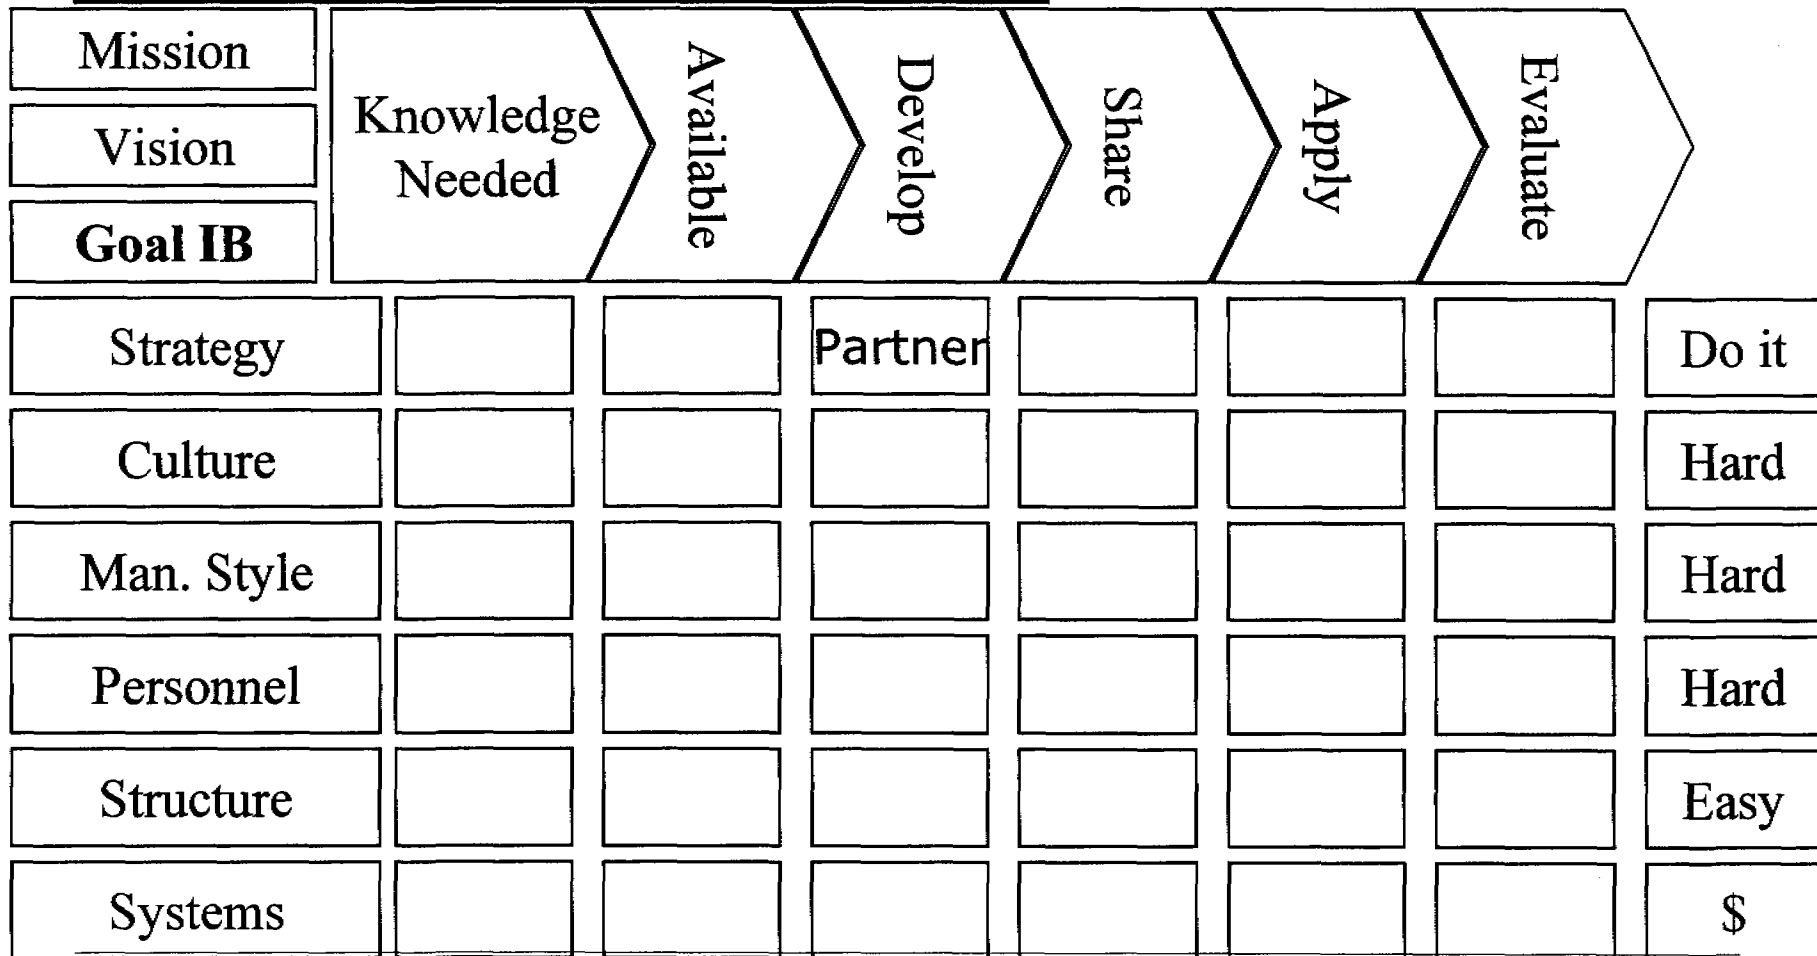 Mission
Vision
Goal IB
Knowledge
Needed
Available
Develop
Share
Apply
Evaluate
Strategy
Partner
Do it
Culture
Hard
Man. Style
Hard
Personnel
Hard
Structure
Easy
Systems
$